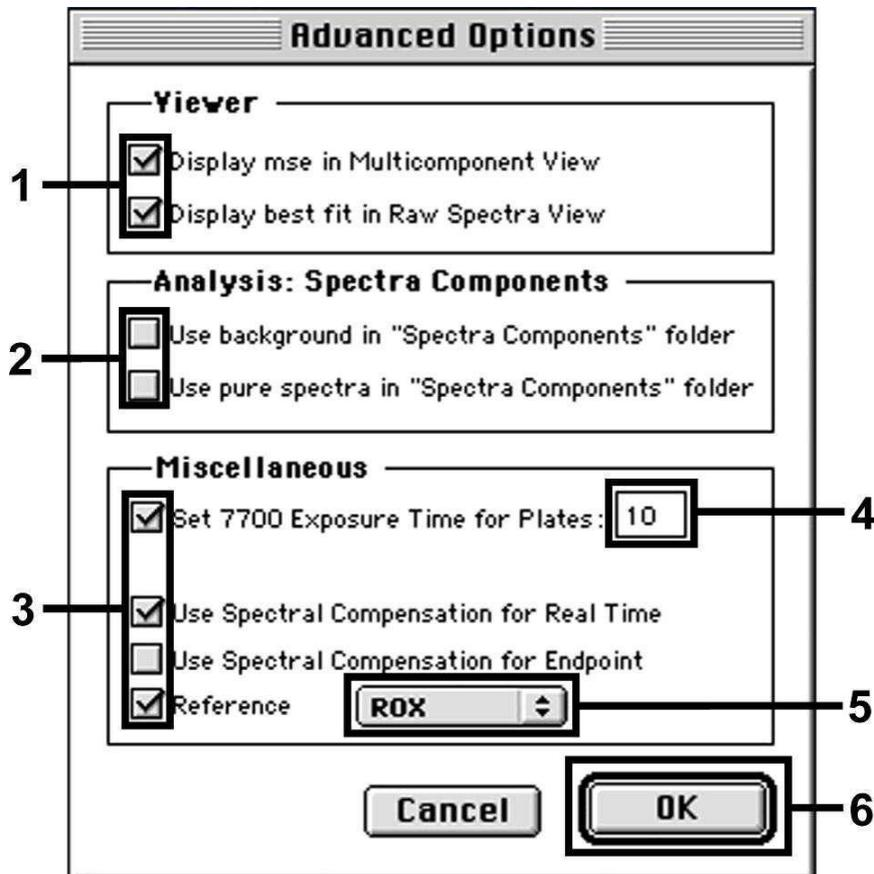 Advanced Options
Viewer
1
Display mse in Multicomponent View
Display best fit in Raw Spectra View
Analysis: Spectra Components
2
Use background in "Spectra Components" folder
Use pure spectra in "Spectra Components" folder
Miscellaneous
Set 7700 Exposure Time for Plates: 10
4
3
Use Spectral Compensation for Real Time
Use Spectral Compensation for Endpoint
Reference ROX
5
Cancel OK
6